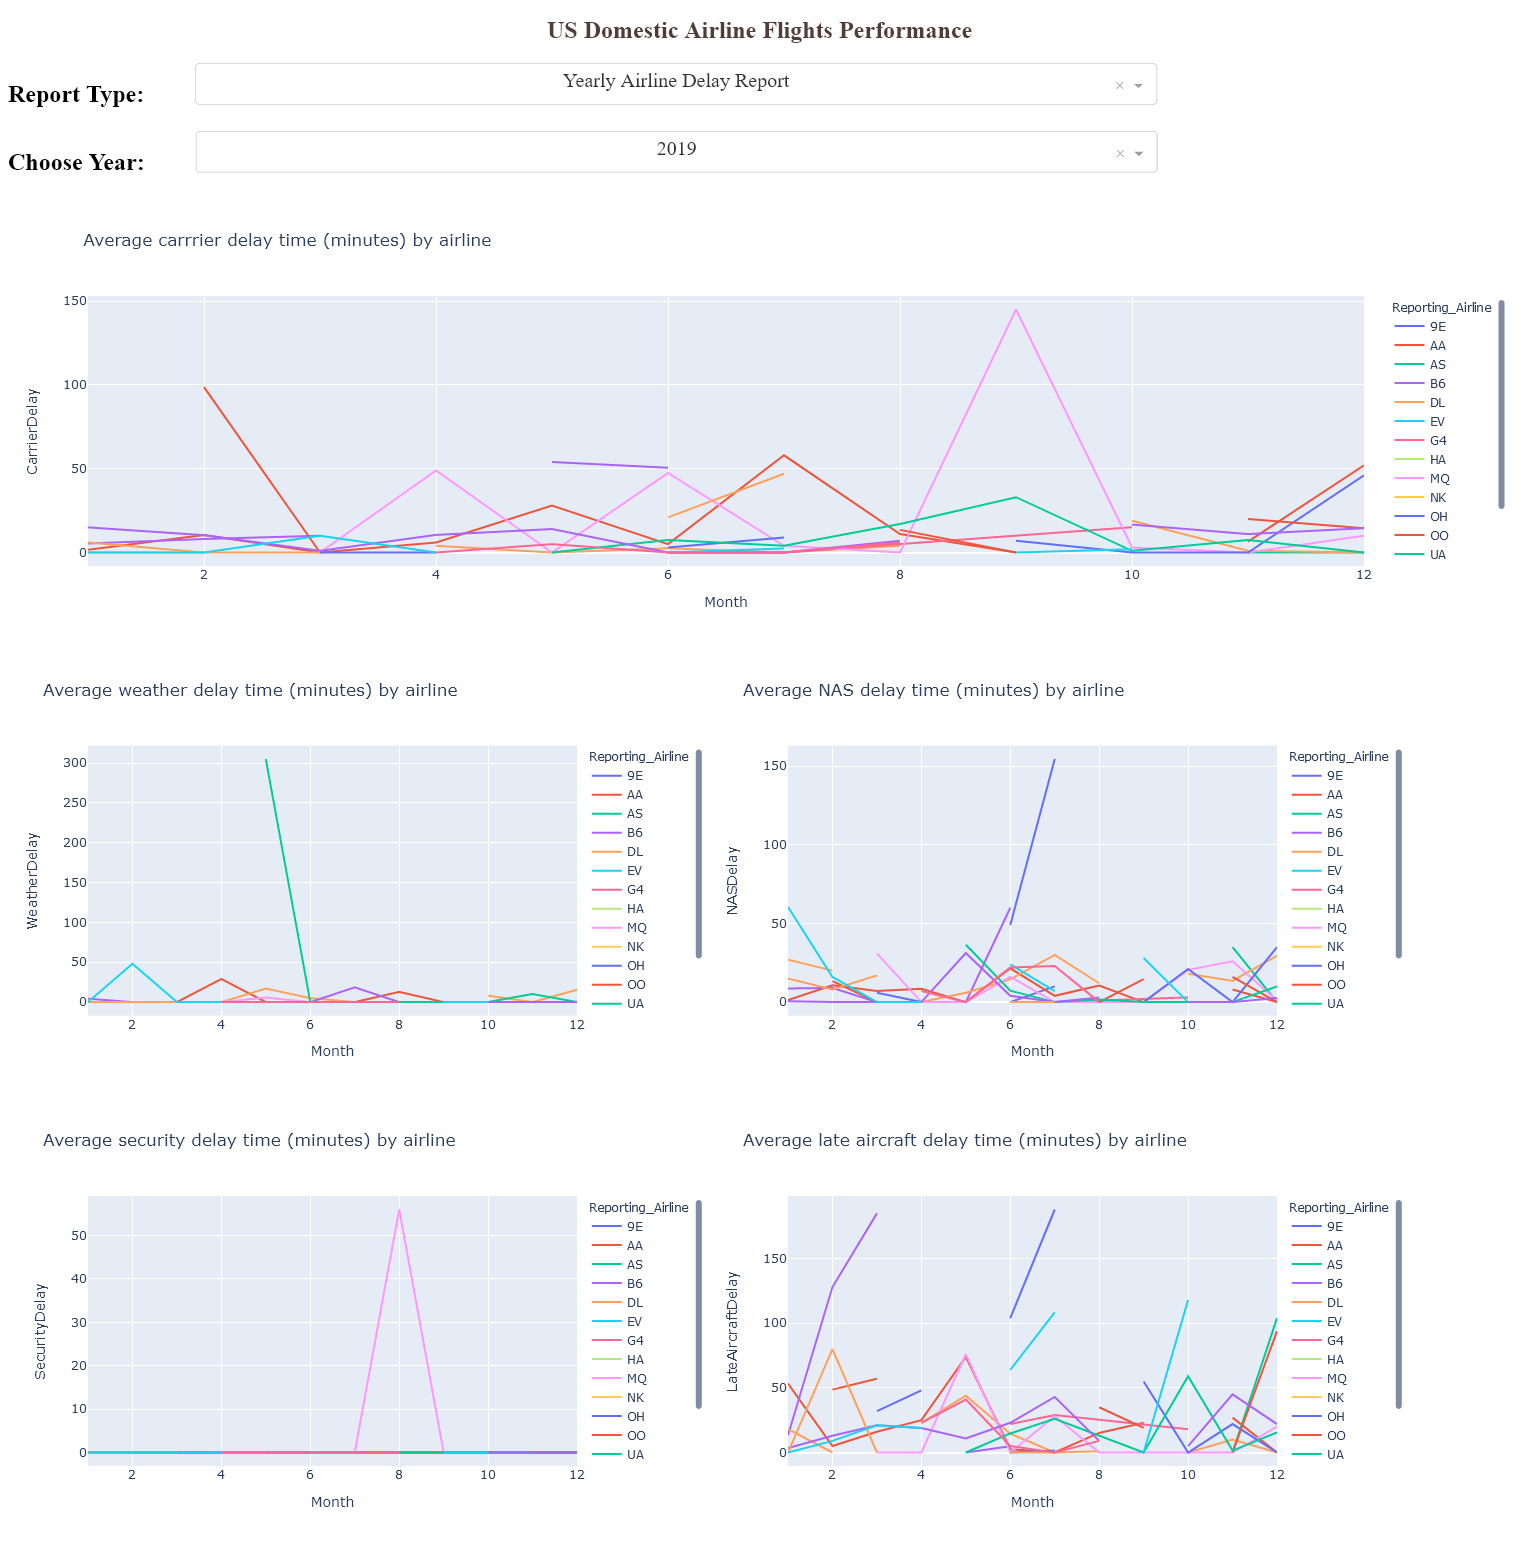 US Domestic Airline Flights Performance
Report Type:
Yearly Airline Delay Report
×
Choose Year:
2019
×
Average carrrier delay time (minutes) by airline
150
100
50
0
CarrierDelay
2 4 6 8 10 12
Month
Reporting_Airline
9E
AA
AS
B6
DL
EV
G4
HA
MQ
NK
OH
OO
UA
Average weather delay time (minutes) by airline
300
250
200
150
100
50
0
WeatherDelay
2 4 6 8 10 12
Month
Reporting_Airline
9E
AA
AS
B6
DL
EV
G4
HA
MQ
NK
OH
OO
UA
Average NAS delay time (minutes) by airline
150
100
50
0
NASDelay
2 4 6 8 10 12
Month
Reporting_Airline
9E
AA
AS
B6
DL
EV
G4
HA
MQ
NK
OH
OO
UA
Average security delay time (minutes) by airline
50
40
30
20
10
0
SecurityDelay
2 4 6 8 10 12
Month
Reporting_Airline
9E
AA
AS
B6
DL
EV
G4
HA
MQ
NK
OH
OO
UA
Average late aircraft delay time (minutes) by airline
150
100
50
0
LateAircraftDelay
2 4 6 8 10 12
Month
Reporting_Airline
9E
AA
AS
B6
DL
EV
G4
HA
MQ
NK
OH
OO
UA